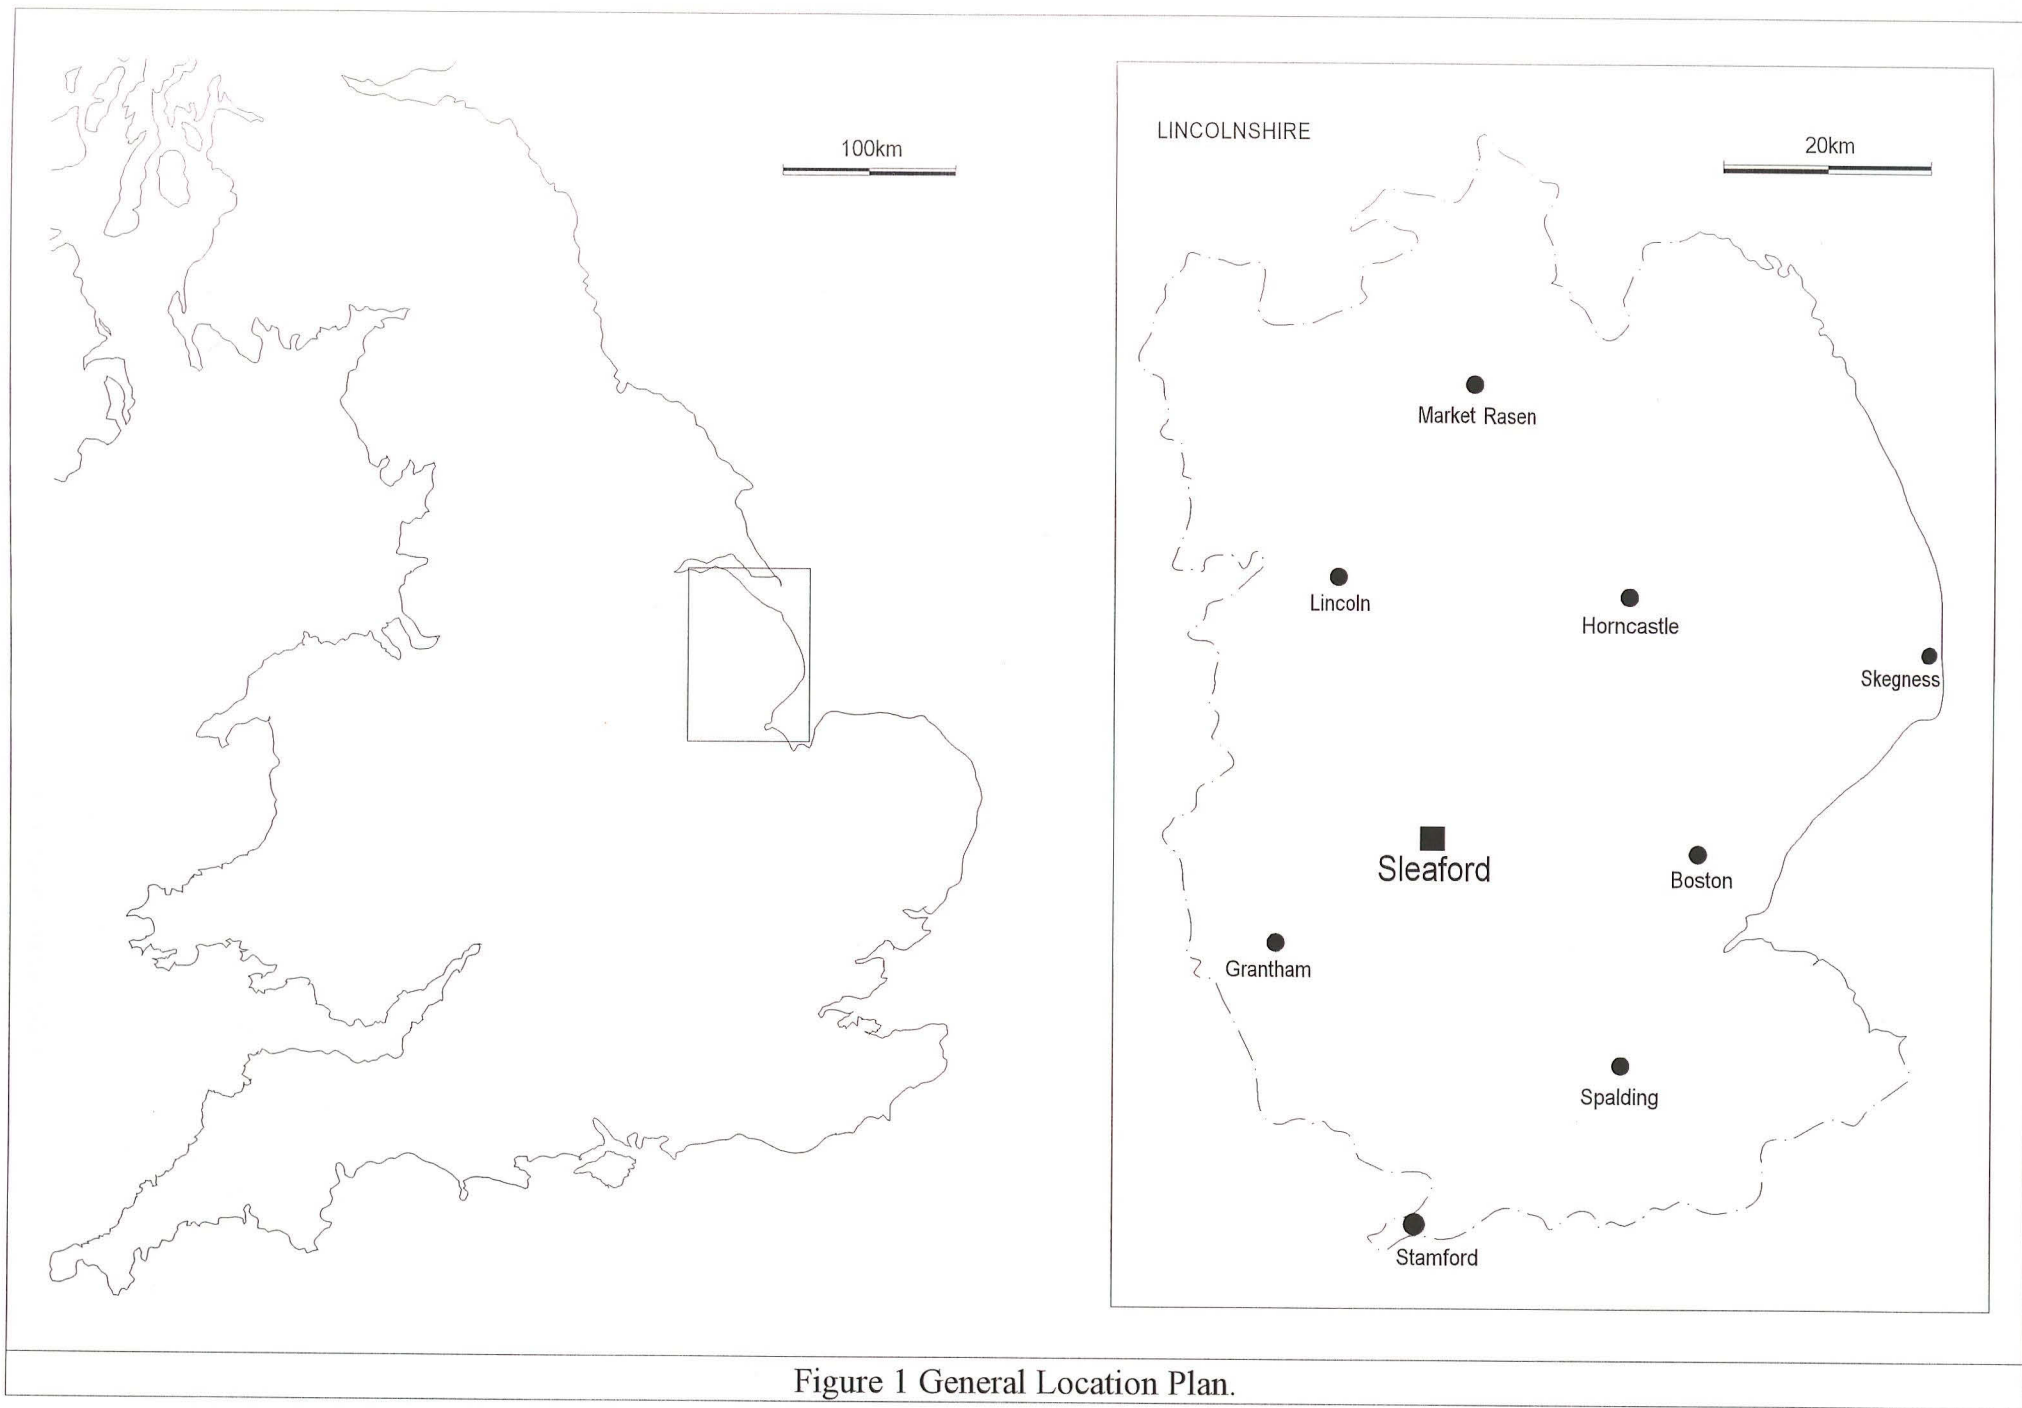 100km
LINCOLNSHIRE
20km
Market Rasen
Lincoln
Horncastle
Skegness
Sleaford
Boston
Grantham
Spalding
Stamford
Figure 1 General Location Plan.